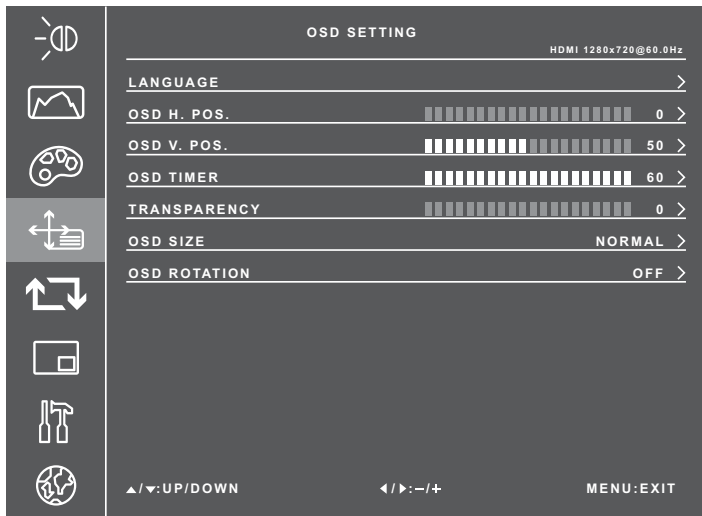 OSD SETTING
HDMI 1280x720@60.0Hz
LANGUAGE >
OSD H. POS. 0 >
OSD V. POS. 50 >
OSD TIMER 60 >
TRANSPARENCY 0 >
OSD SIZE NORMAL >
OSD ROTATION OFF >
▲/▼:UP/DOWN ◀/▶:−/+ MENU:EXIT